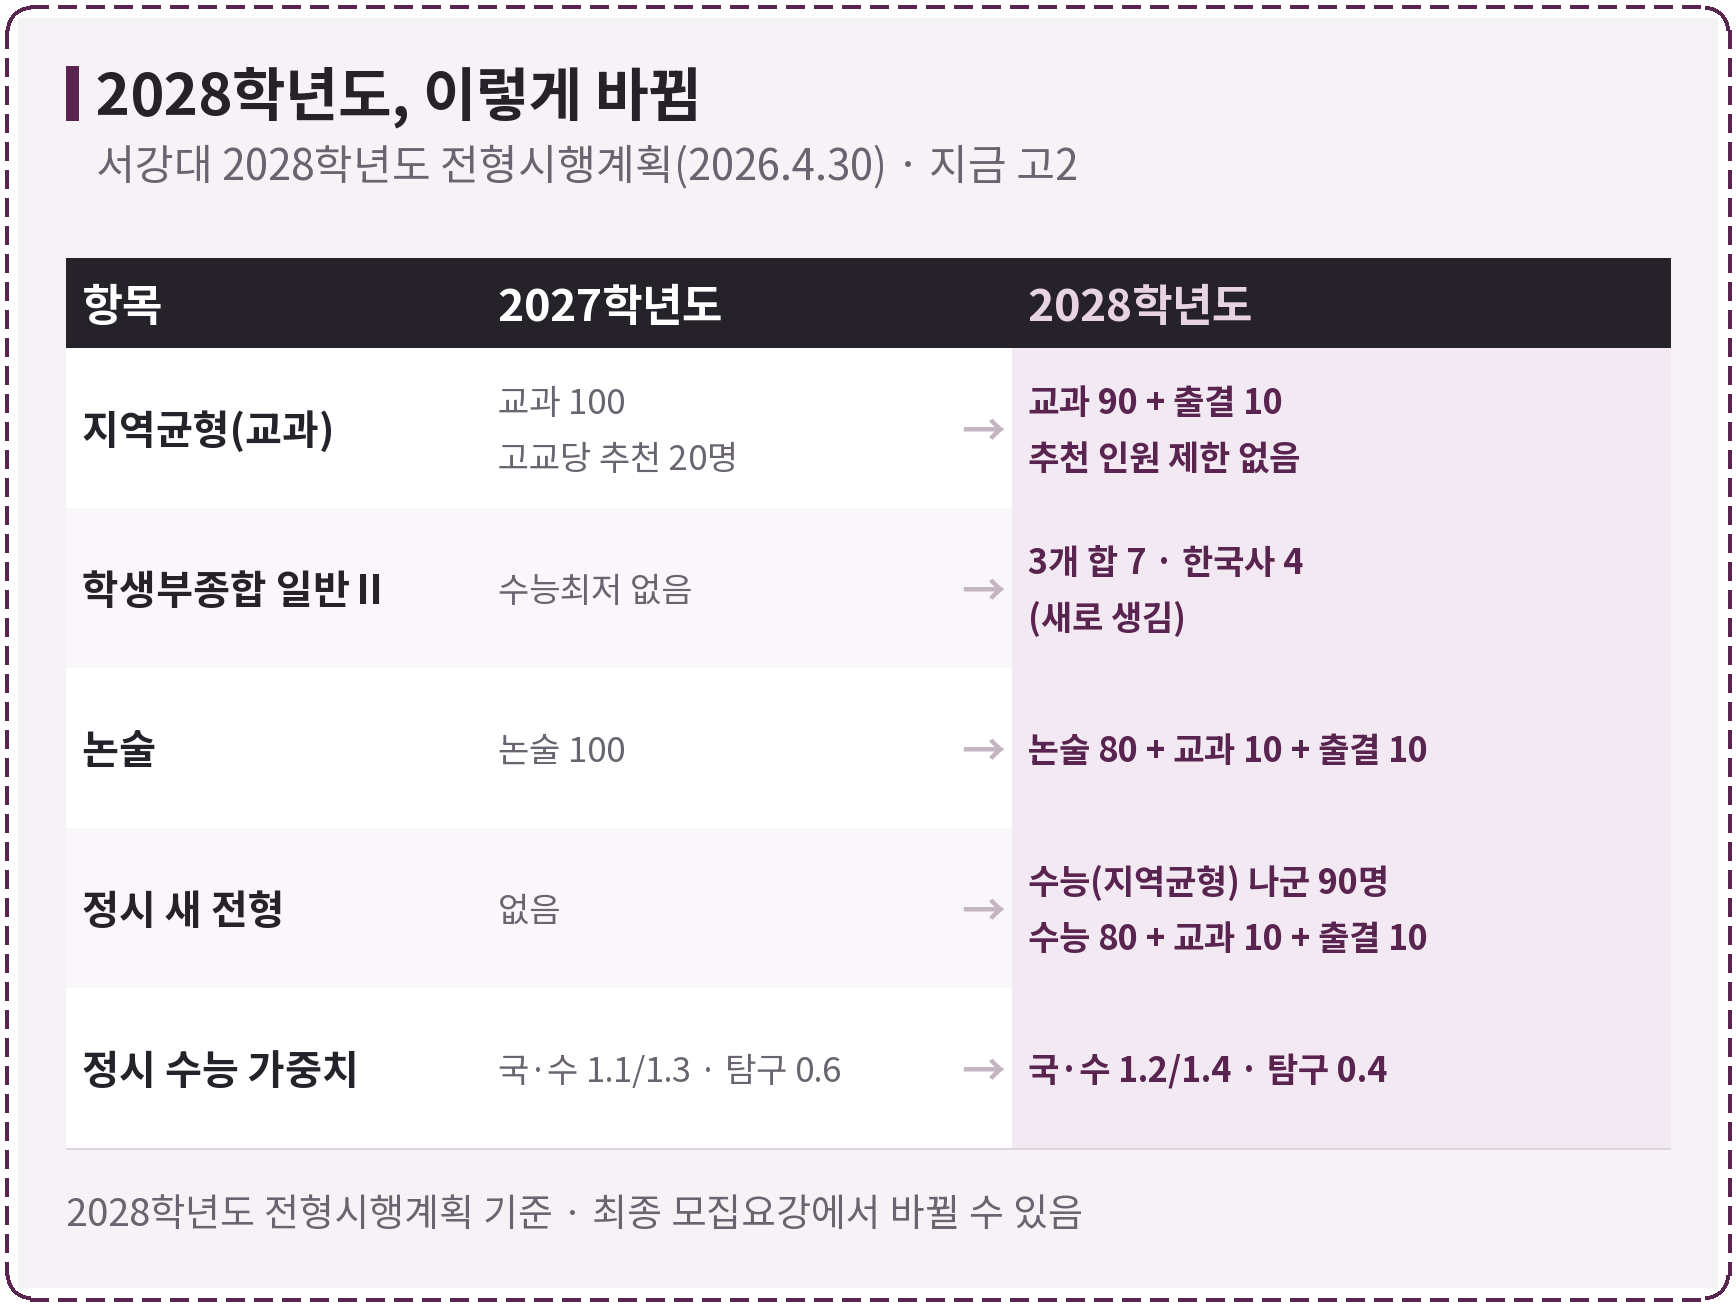 2028학년도, 이렇게 바뀜
서강대 2028학년도 전형시행계획(2026.4.30) · 지금 고2
항목 2027학년도 2028학년도
지역균형(교과)
교과 100
고교당 추천 20명
→
교과 90 + 출결 10
추천 인원 제한 없음
학생부종합 일반Ⅱ
수능최저 없음
→
3개 합 7 · 한국사 4
(새로 생김)
논술
논술 100
→
논술 80 + 교과 10 + 출결 10
정시 새 전형
없음
→
수능(지역균형) 나군 90명
수능 80 + 교과 10 + 출결 10
정시 수능 가중치
국·수 1.1/1.3 · 탐구 0.6
→
국·수 1.2/1.4 · 탐구 0.4
2028학년도 전형시행계획 기준 · 최종 모집요강에서 바뀔 수 있음